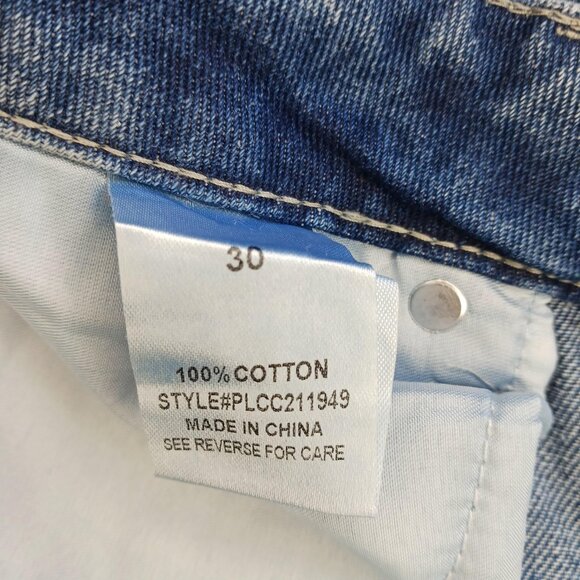 30
100% COTTON
STYLE#PLCC211949
MADE IN CHINA
SEE REVERSE FOR CARE